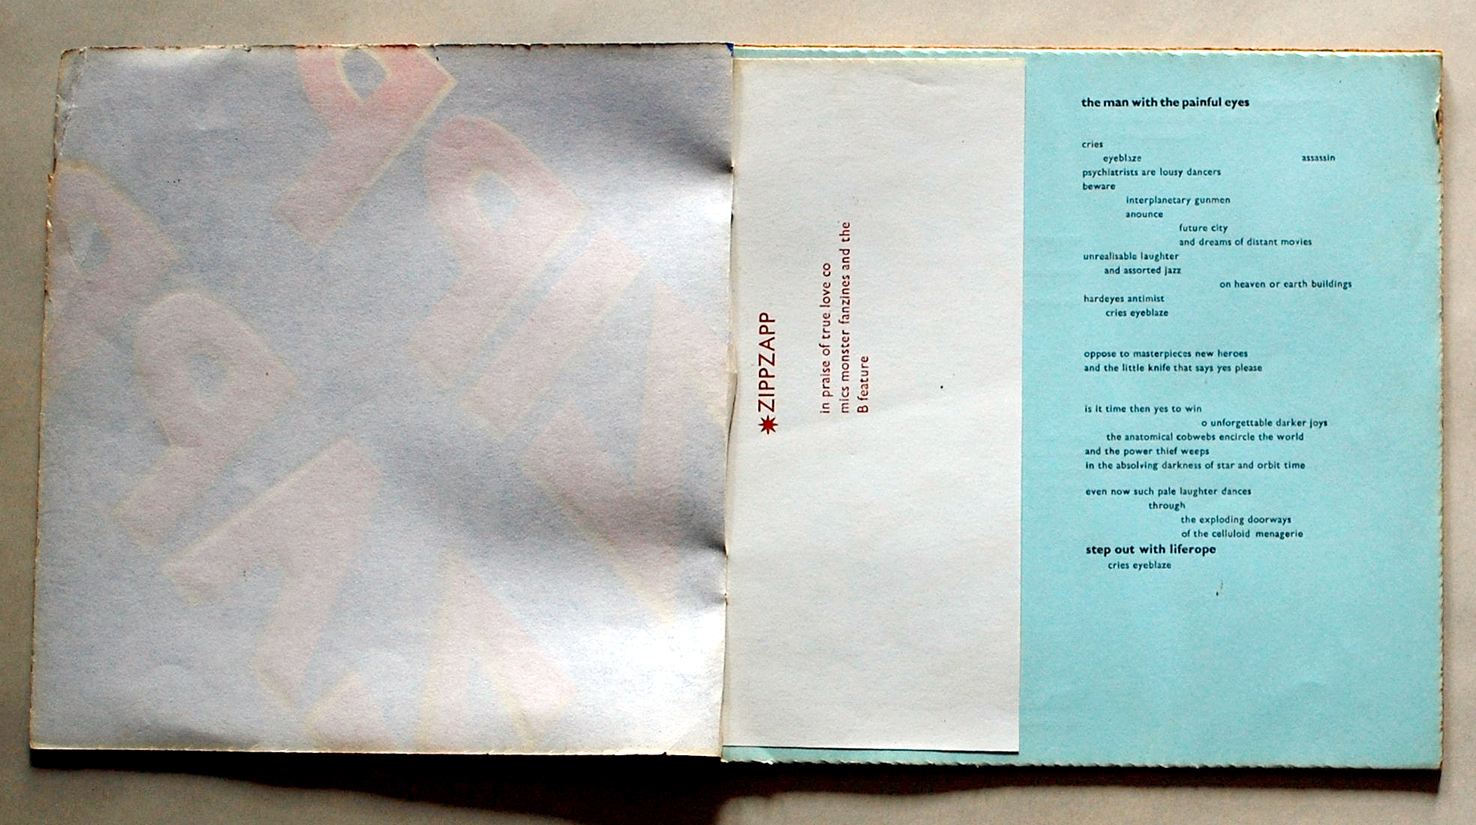 ✷ZIPPZAPP
in praise of true love co
mics monster fanzines and the
B feature
the man with the painful eyes
cries
eyeblaze assassin
psychiatrists are lousy dancers
beware
interplanetary gunmen
anounce
future city
and dreams of distant movies
unrealisable laughter
and assorted jazz
on heaven or earth buildings
hardeyes antimist
cries eyeblaze
oppose to masterpieces new heroes
and the little knife that says yes please
is it time then yes to win
o unforgettable darker joys
the anatomical cobwebs encircle the world
and the power thief weeps
in the absolving darkness of star and orbit time
even now such pale laughter dances
through
the exploding doorways
of the celluloid menagerie
step out with liferope
cries eyeblaze